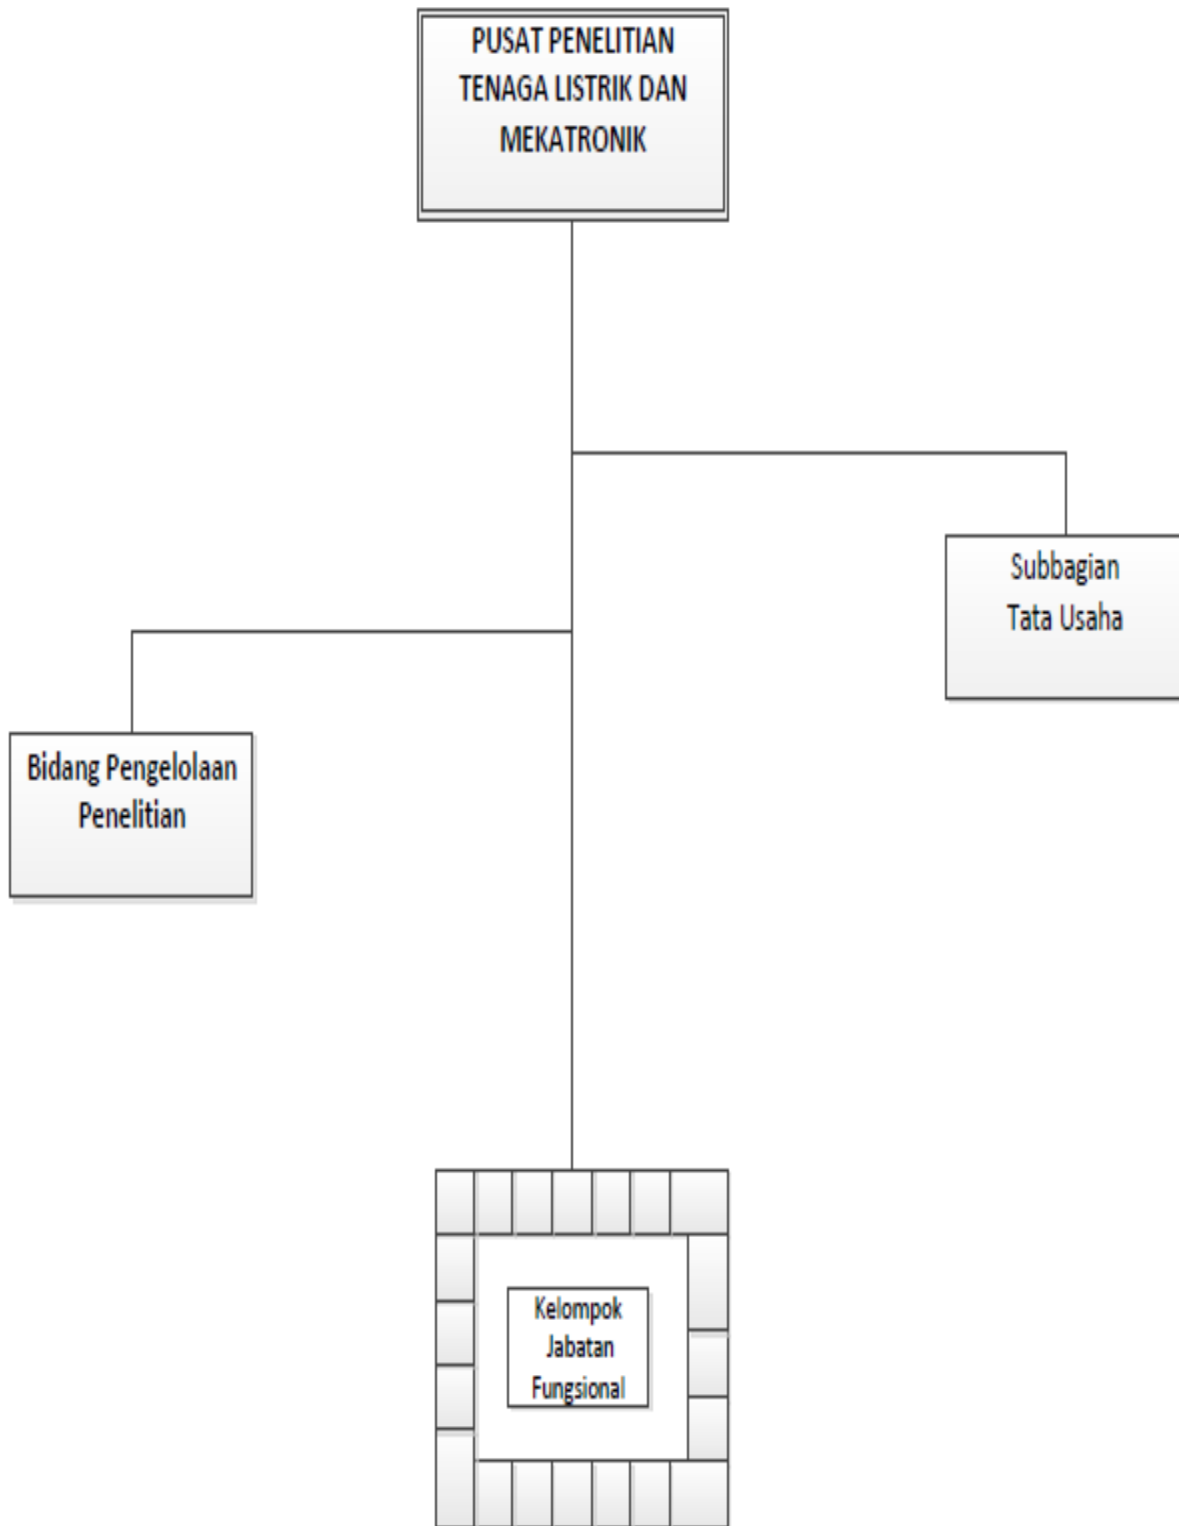 PUSAT PENELITIAN
TENAGA LISTRIK DAN
MEKATRONIK
Subbagian
Tata Usaha
Bidang Pengelolaan
Penelitian
Kelompok
Jabatan
Fungsional